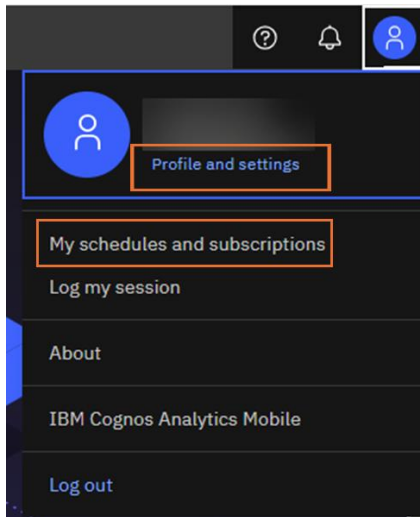 Profile and settings
My schedules and subscriptions
Log my session
About
IBM Cognos Analytics Mobile
Log out